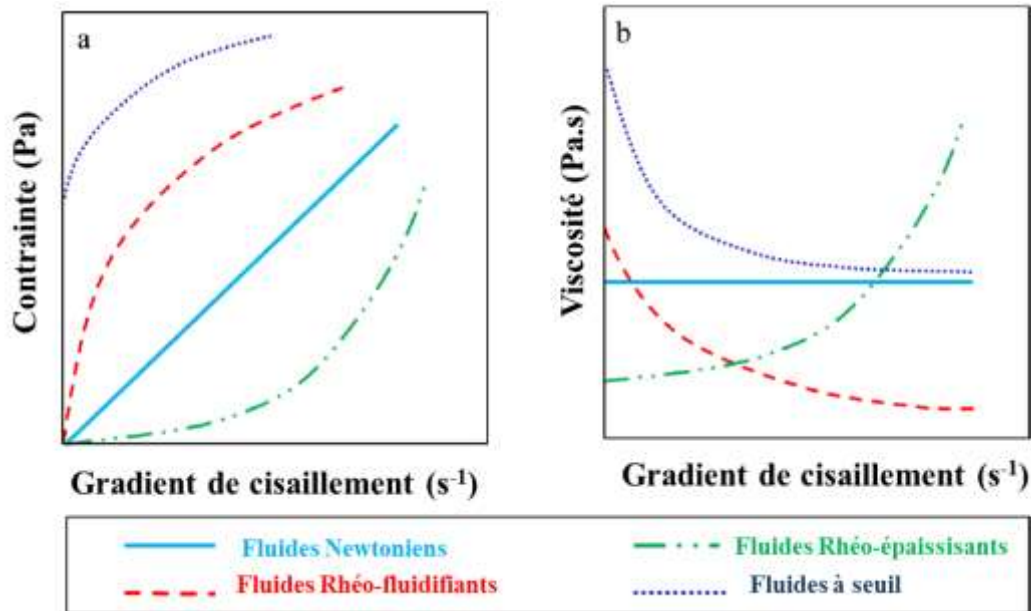 a
Contrainte (Pa)
Gradient de cisaillement (s⁻¹)
b
Viscosité (Pa.s)
Gradient de cisaillement (s⁻¹)
Fluides Newtoniens
Fluides Rhéo-épaissisants
Fluides Rhéo-fluidifiants
Fluides à seuil